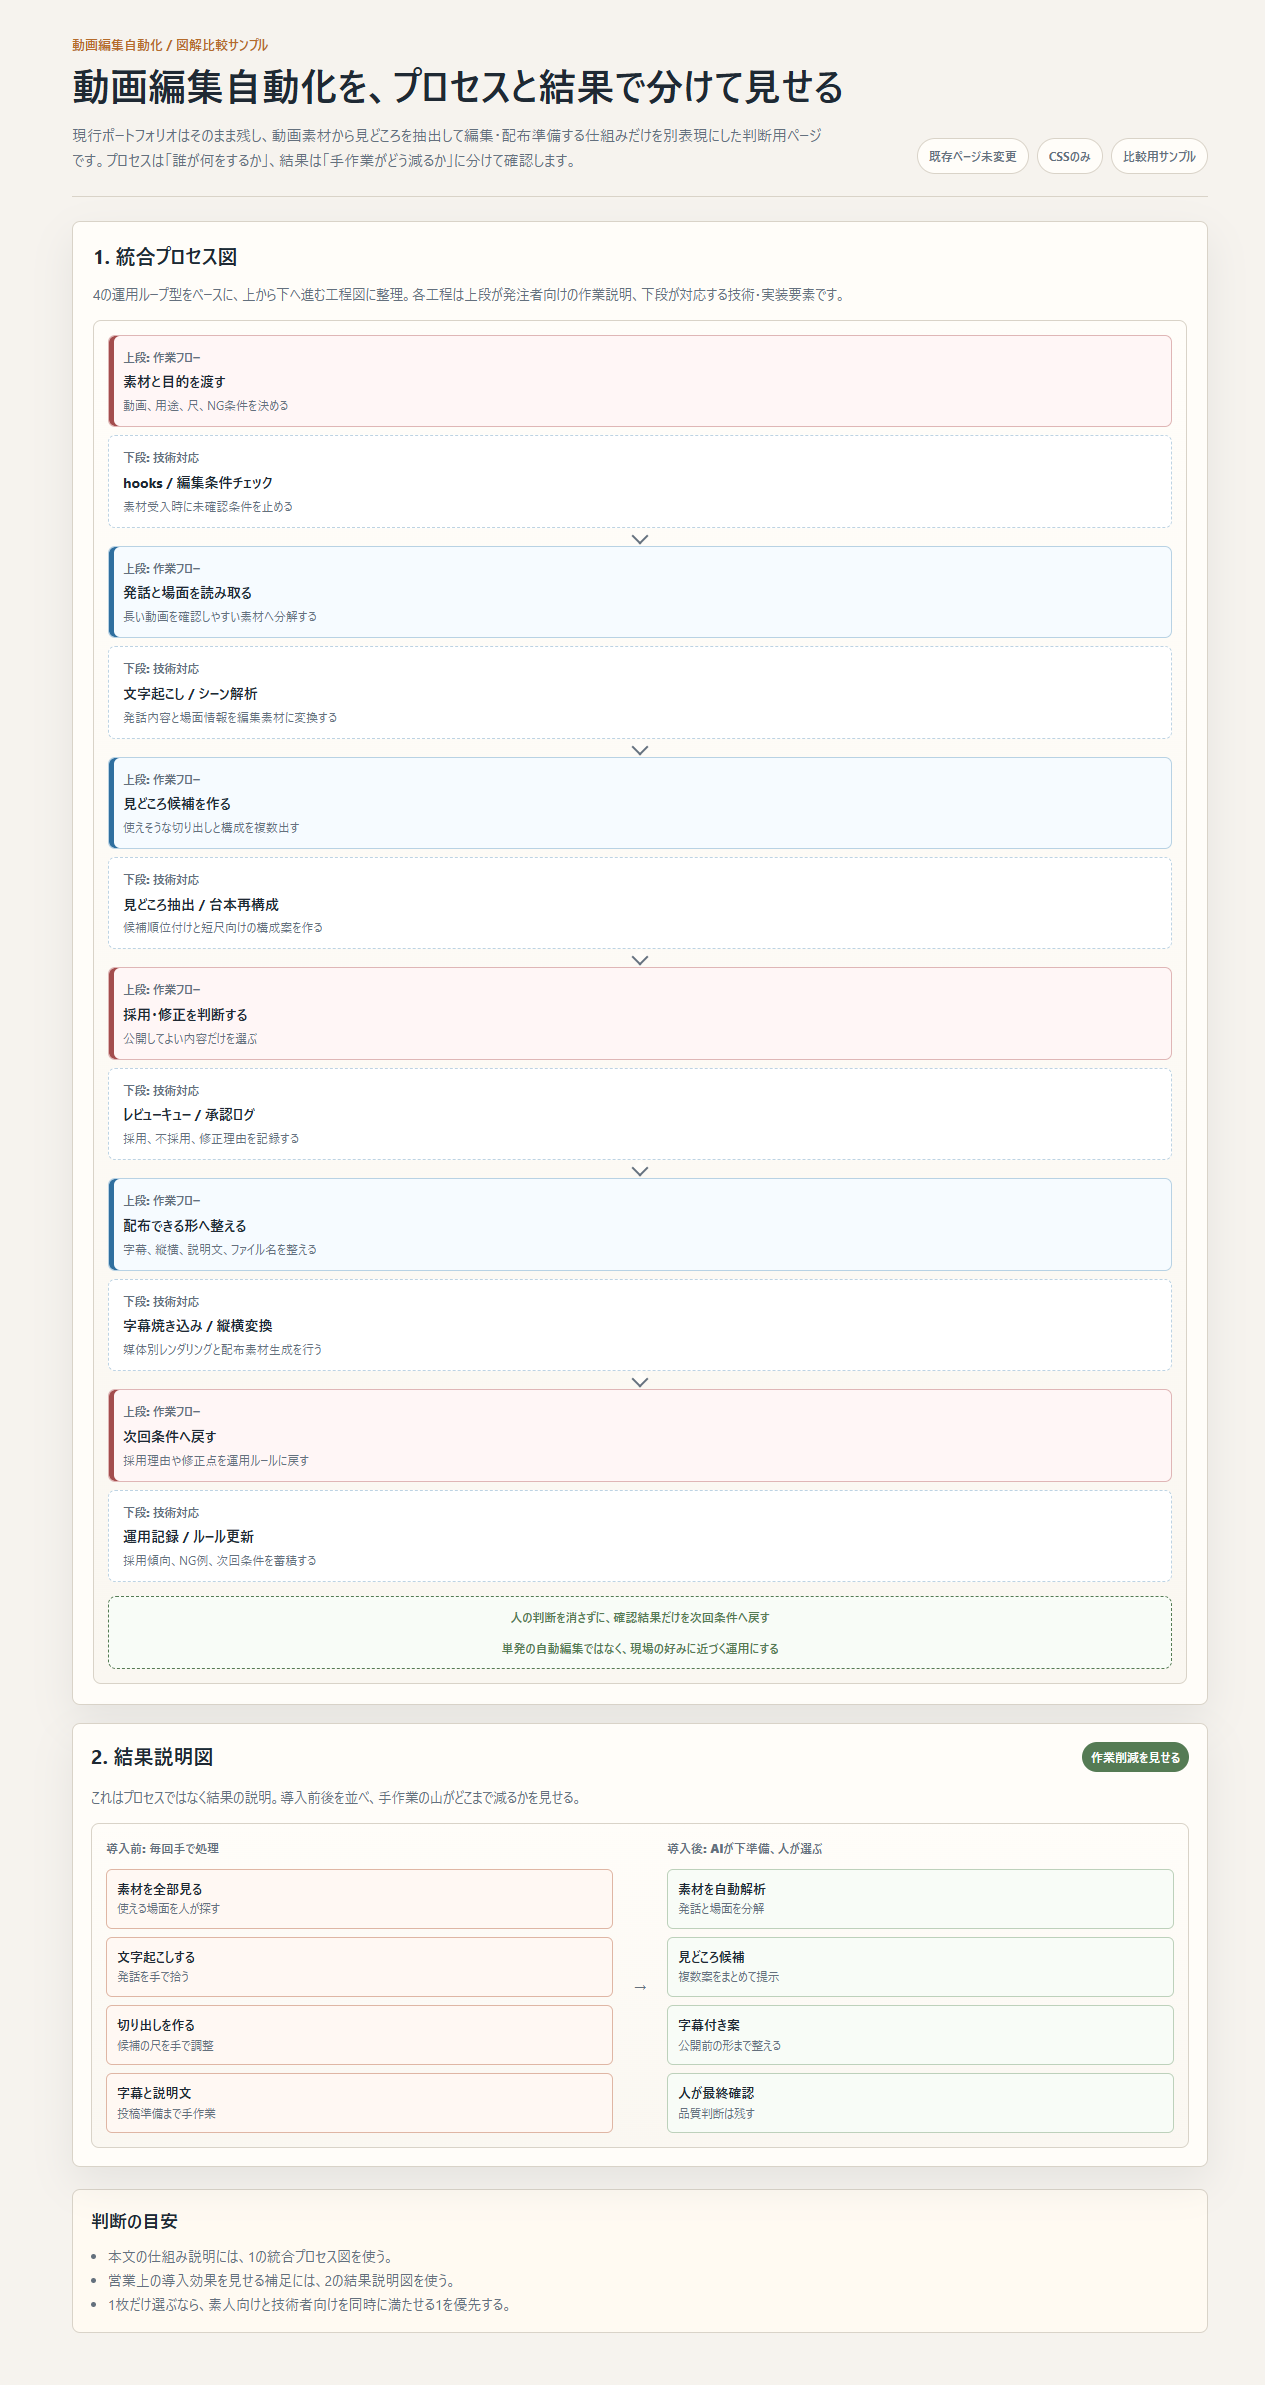 動画編集自動化 / 図解比較サンプル
動画編集自動化を、プロセスと結果で分けて見せる
現行ポートフォリオはそのまま残し、動画素材から見どころを抽出して編集・配布準備する仕組みだけを別表現にした判断用ページ
です。プロセスは「誰が何をするか」、結果は「手作業がどう減るか」に分けて確認します。
既存ページ未変更
CSSのみ
比較用サンプル
1. 統合プロセス図
4の運用ループ型をベースに、上から下へ進む工程図に整理。各工程は上段が発注者向けの作業説明、下段が対応する技術・実装要素です。
上段: 作業フロー
素材と目的を渡す
動画、用途、尺、NG条件を決める
下段: 技術対応
hooks / 編集条件チェック
素材受入時に未確認条件を止める
上段: 作業フロー
発話と場面を読み取る
長い動画を確認しやすい素材へ分解する
下段: 技術対応
文字起こし / シーン解析
発話内容と場面情報を編集素材に変換する
上段: 作業フロー
見どころ候補を作る
使えそうな切り出しと構成を複数出す
下段: 技術対応
見どころ抽出 / 台本再構成
候補順位付けと短尺向けの構成案を作る
上段: 作業フロー
採用・修正を判断する
公開してよい内容だけを選ぶ
下段: 技術対応
レビューキュー / 承認ログ
採用、不採用、修正理由を記録する
上段: 作業フロー
配布できる形へ整える
字幕、縦横、説明文、ファイル名を整える
下段: 技術対応
字幕焼き込み / 縦横変換
媒体別レンダリングと配布素材生成を行う
上段: 作業フロー
次回条件へ戻す
採用理由や修正点を運用ルールに戻す
下段: 技術対応
運用記録 / ルール更新
採用傾向、NG例、次回条件を蓄積する
人の判断を消さずに、確認結果だけを次回条件へ戻す
単発の自動編集ではなく、現場の好みに近づく運用にする
2. 結果説明図
作業削減を見せる
これはプロセスではなく結果の説明。導入前後を並べ、手作業の山がどこまで減るかを見せる。
導入前: 毎回手で処理
素材を全部見る
使える場面を人が探す
文字起こしする
発話を手で拾う
切り出しを作る
候補の尺を手で調整
字幕と説明文
投稿準備まで手作業
→
導入後: AIが下準備、人が選ぶ
素材を自動解析
発話と場面を分解
見どころ候補
複数案をまとめて提示
字幕付き案
公開前の形まで整える
人が最終確認
品質判断は残す
判断の目安
• 本文の仕組み説明には、1の統合プロセス図を使う。
• 営業上の導入効果を見せる補足には、2の結果説明図を使う。
• 1枚だけ選ぶなら、素人向けと技術者向けを同時に満たせる1を優先する。